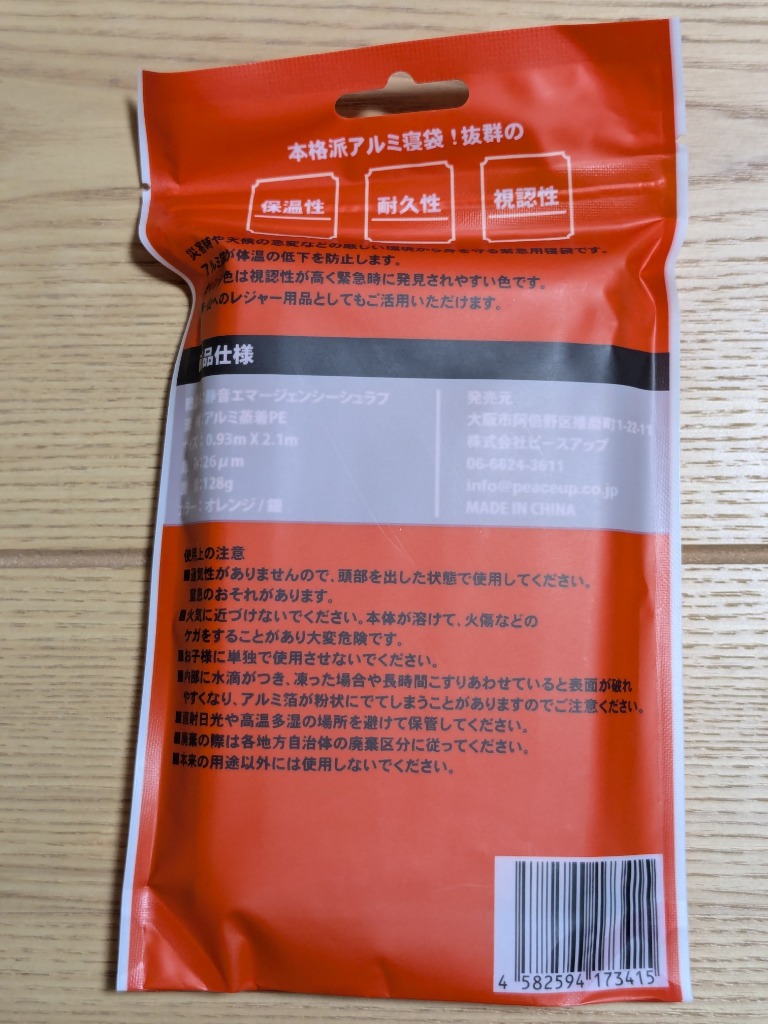 本格派アルミ寝袋！抜群の
保温性
耐久性
視認性
災害時や天候の急変などの厳しい環境から身を守る緊急用寝袋です。
アルミ層が体温の低下を防止します。
色は視認性が高く緊急時に発見されやすい色です。
へのレジャー用品としてもご活用いただけます。
品仕様
静音エマージェンシーシュラフ
アルミ蒸着PE
ズ：0.93m X 2.1m
26μm
128g
ラー：オレンジ/銀
発売元
大阪市阿倍野区播磨町1-22-11
株式会社ピースアップ
06-6624-3611
info@peaceup.co.jp
MADE IN CHINA
使用上の注意
■通気性がありませんので、頭部を出した状態で使用してください。
窒息のおそれがあります。
■火気に近づけないでください。本体が溶けて、火傷などの
ケガをすることがあり大変危険です。
■お子様に単独で使用させないでください。
■内部に水滴がつき、凍った場合や長時間こすりあわせていると表面が破れ
やすくなり、アルミ箔が粉状にでてしまうことがありますのでご注意ください。
■直射日光や高温多湿の場所を避けて保管してください。
■廃棄の際は各地方自治体の廃棄区分に従ってください。
■本来の用途以外には使用しないでください。
4 582594 173415